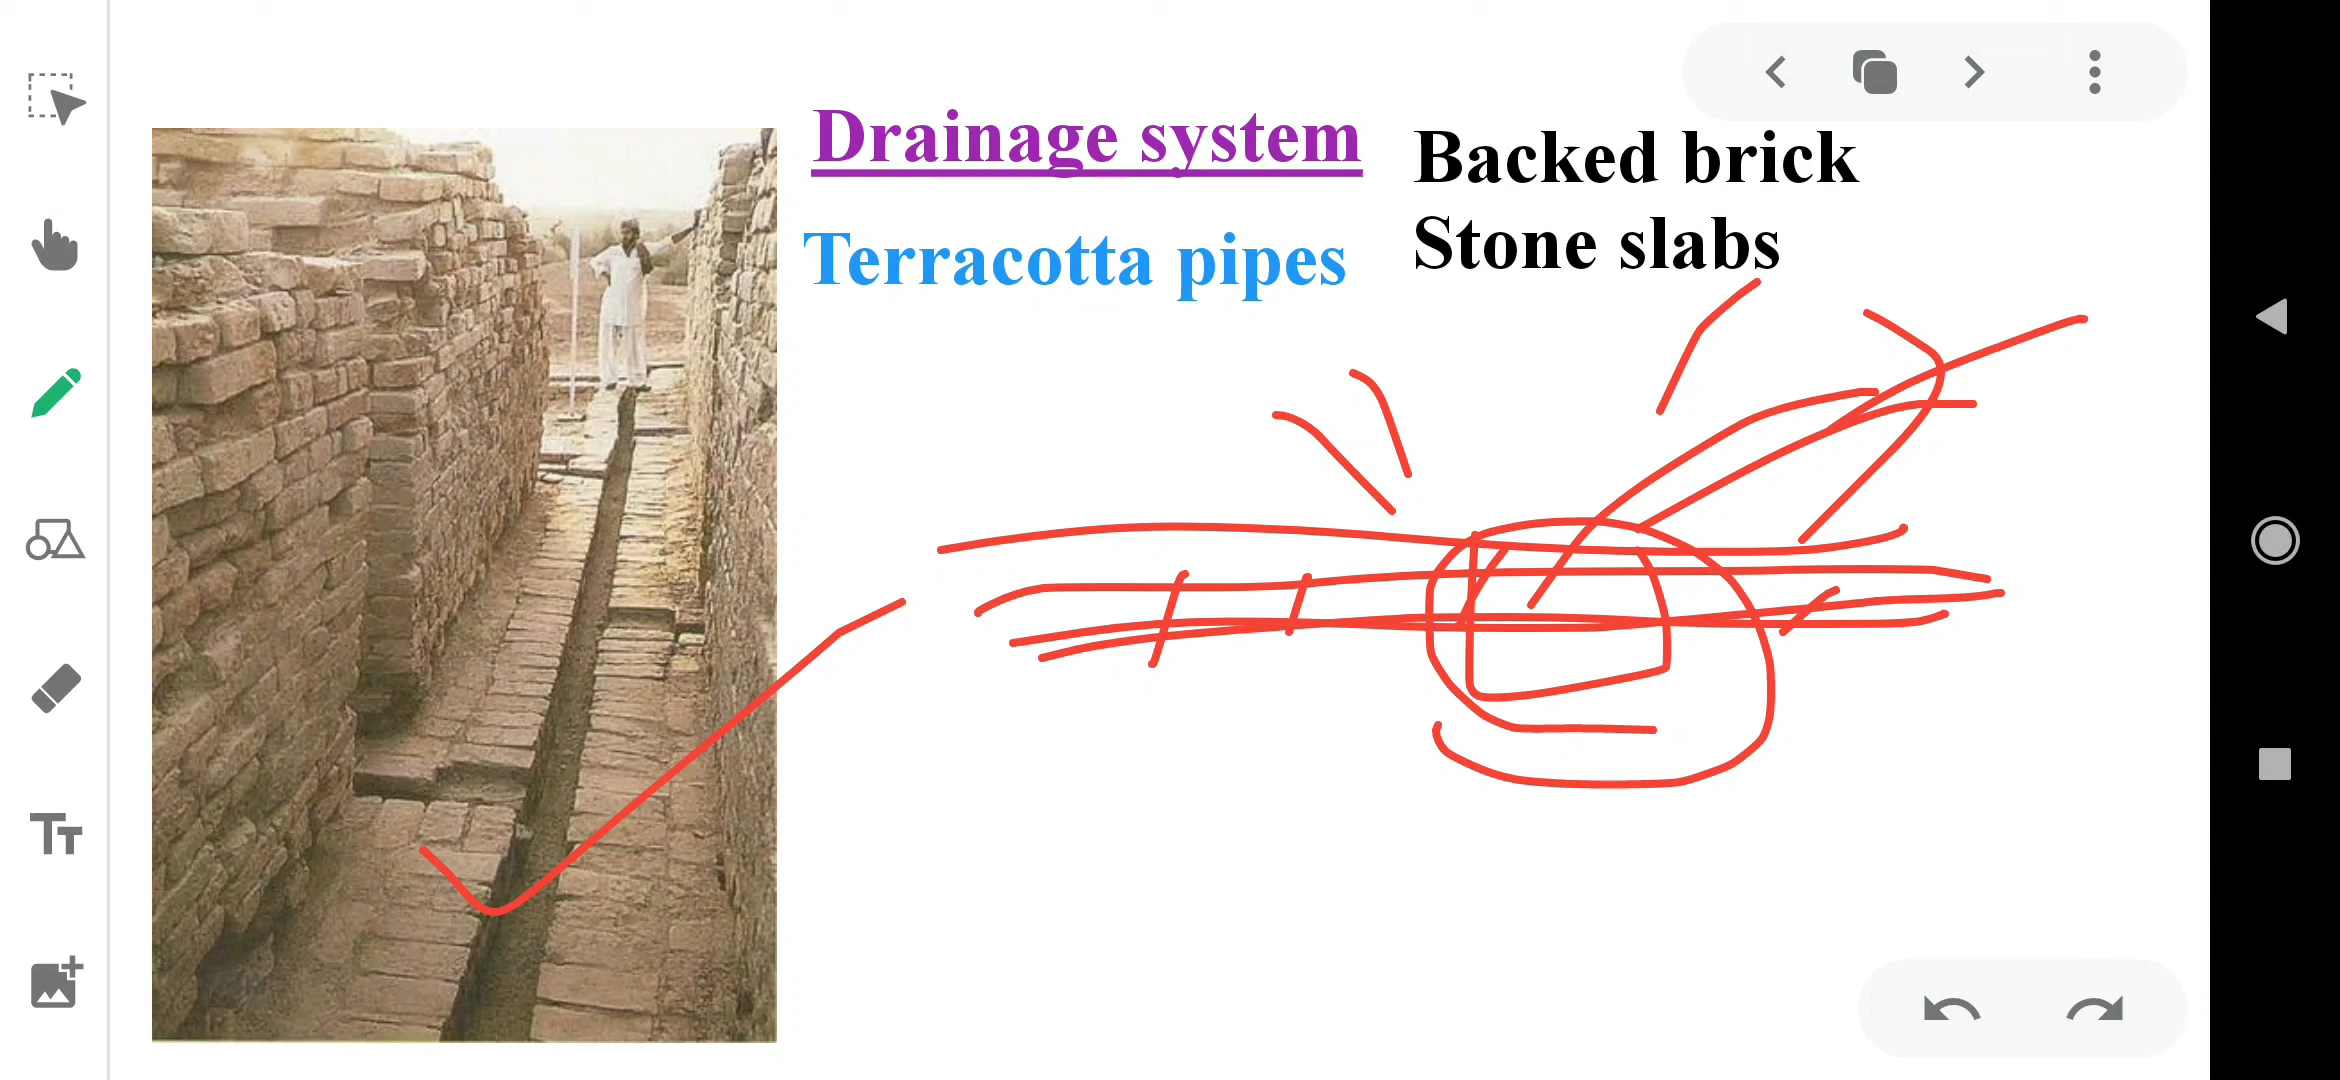 Drainage system
Terracotta pipes
Backed brick
Stone slabs